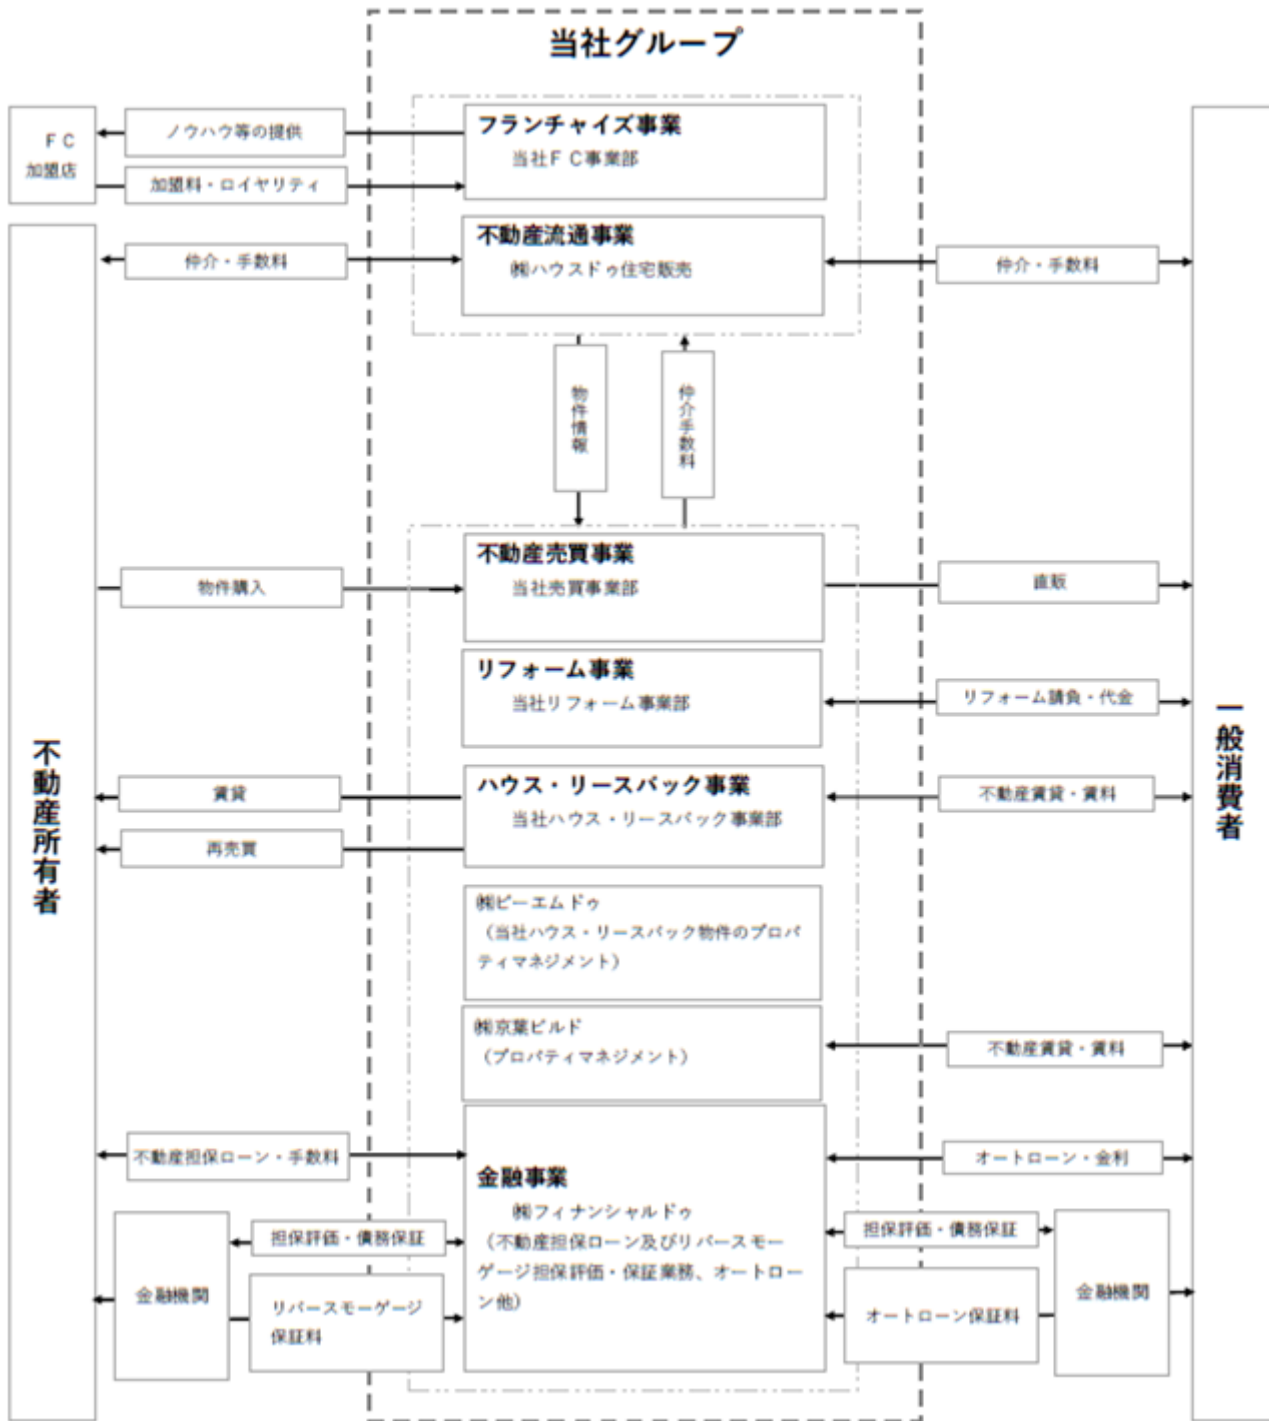 当社グループ
ＦＣ
加盟店
ノウハウ等の提供
加盟料・ロイヤリティ
フランチャイズ事業
当社ＦＣ事業部
不動産流通事業
㈱ハウスドゥ住宅販売
仲介・手数料
仲介・手数料
物件情報
仲介手数料
不動産売買事業
当社売買事業部
物件購入
直販
リフォーム事業
当社リフォーム事業部
リフォーム請負・代金
不動産所有者
一般消費者
ハウス・リースバック事業
当社ハウス・リースバック事業部
賃貸
再売買
不動産賃貸・賃料
㈱ピーエムドゥ
（当社ハウス・リースバック物件のプロパ
ティマネジメント）
㈱京葉ビルド
（プロパティマネジメント）
不動産賃貸・賃料
不動産担保ローン・手数料
オートローン・金利
金融事業
㈱フィナンシャルドゥ
（不動産担保ローン及びリバースモー
ゲージ担保評価・保証業務、オートロー
ン他）
担保評価・債務保証
金融機関
リバースモーゲージ
保証料
担保評価・債務保証
オートローン保証料
金融機関